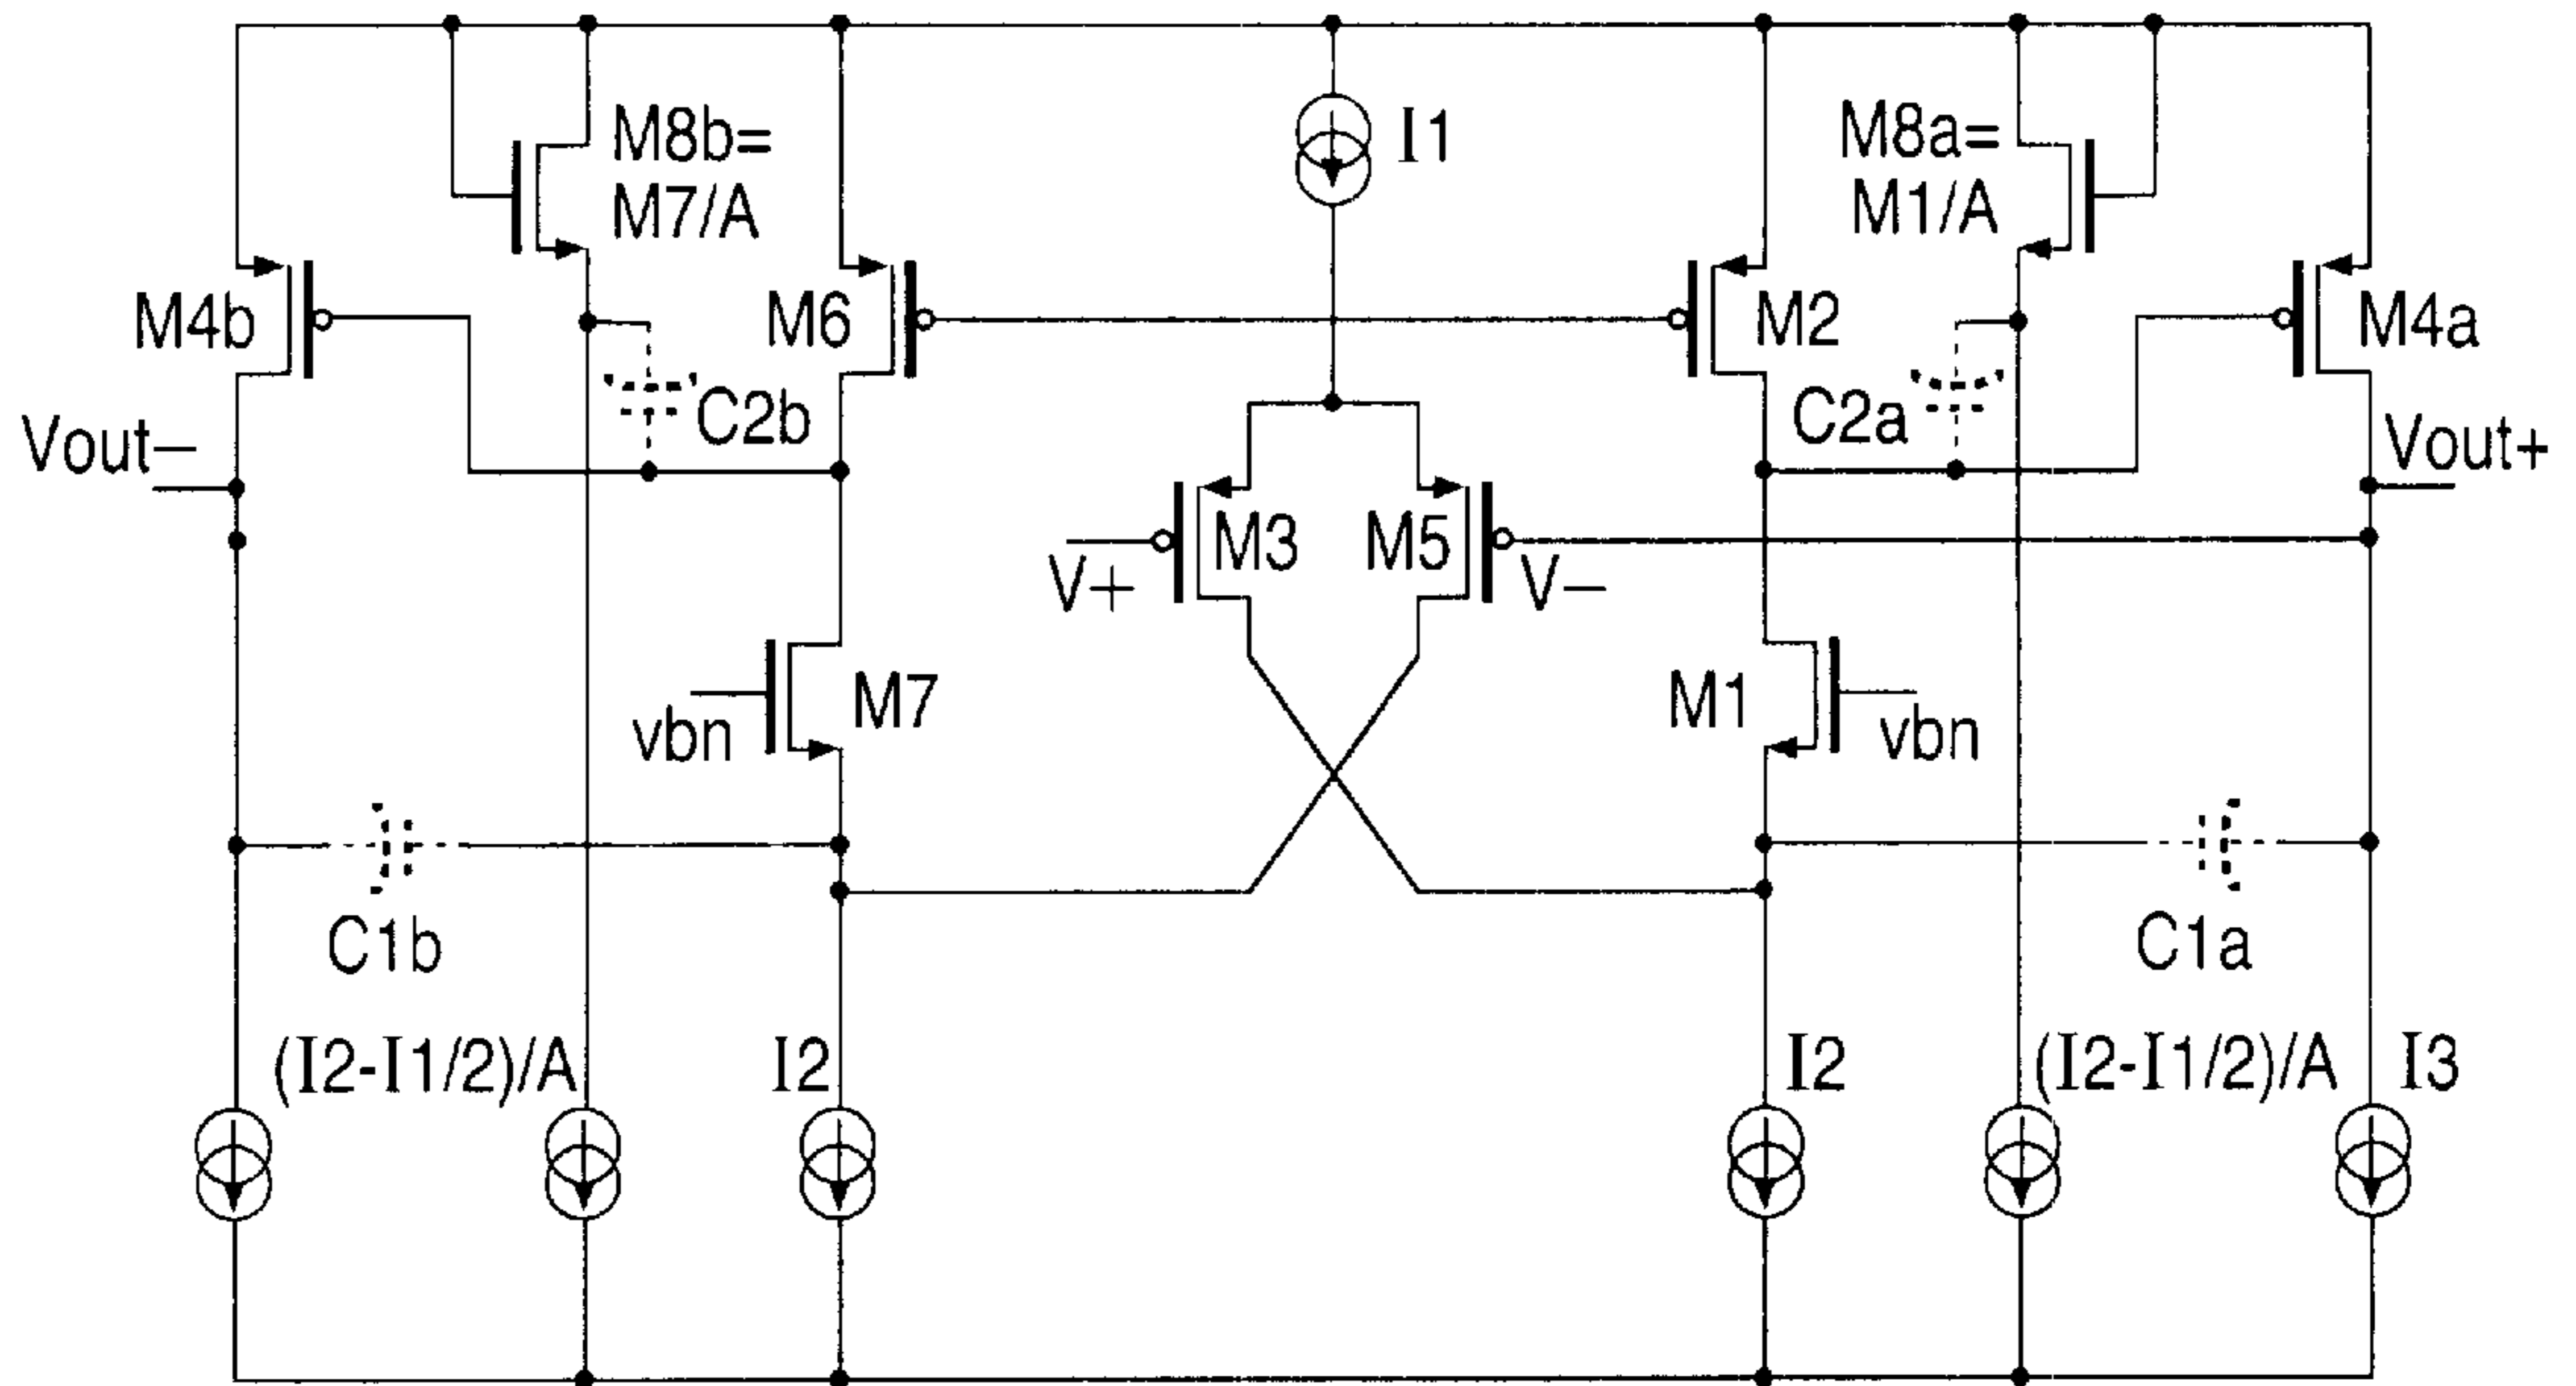 M8b=
M7/A
I1
M8a=
M1/A
M4b
M6
M2
M4a
C2b
C2a
Vout−
Vout+
M3
M5
V+
V−
M7
M1
vbn
vbn
C1b
C1a
(I2-I1/2)/A
I2
I2
(I2-I1/2)/A
I3